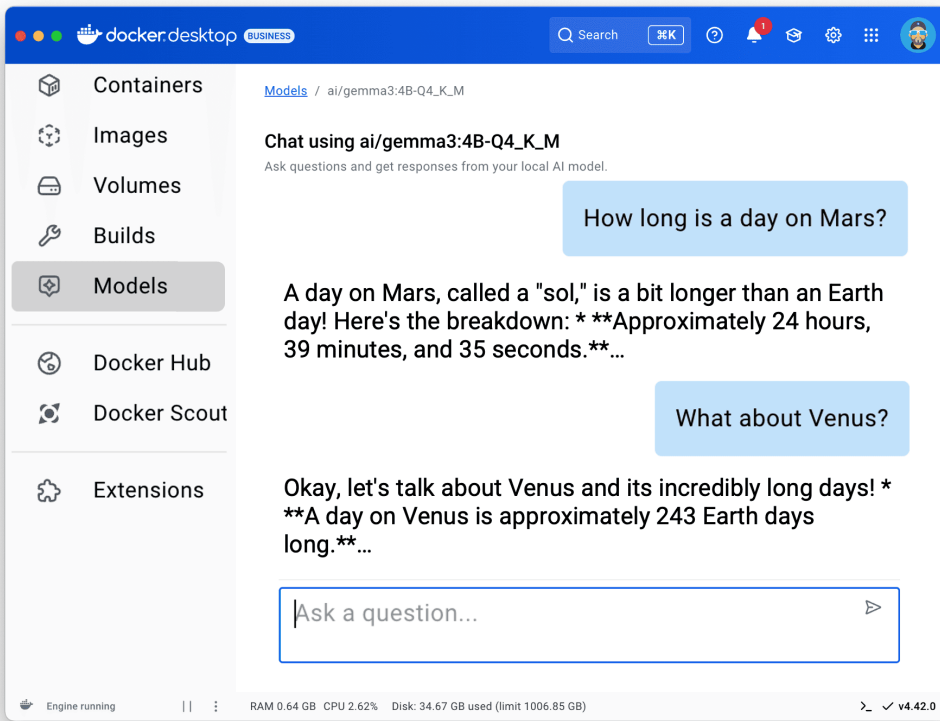 docker.desktop BUSINESS
Search ⌘K
1
Containers
Images
Volumes
Builds
Models
Docker Hub
Docker Scout
Extensions
Models / ai/gemma3:4B-Q4_K_M
Chat using ai/gemma3:4B-Q4_K_M
Ask questions and get responses from your local AI model.
How long is a day on Mars?
A day on Mars, called a "sol," is a bit longer than an Earth
day! Here's the breakdown: * **Approximately 24 hours,
39 minutes, and 35 seconds.**...
What about Venus?
Okay, let's talk about Venus and its incredibly long days! *
**A day on Venus is approximately 243 Earth days
long.**...
Ask a question...
Engine running
RAM 0.64 GB CPU 2.62% Disk: 34.67 GB used (limit 1006.85 GB)
v4.42.0